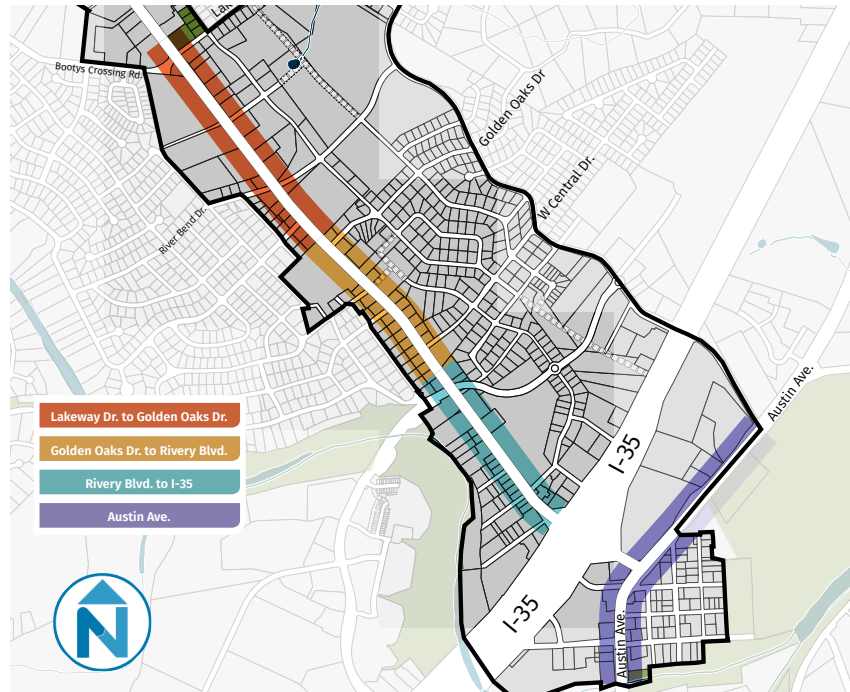 Lak
Bootys Crossing Rd.
Golden Oaks Dr
W Central Dr.
River Bend Dr.
Austin Ave.
Lakeway Dr. to Golden Oaks Dr.
Golden Oaks Dr. to Rivery Blvd.
Rivery Blvd. to I-35
Austin Ave.
I-35
I-35
Austin Ave.
N